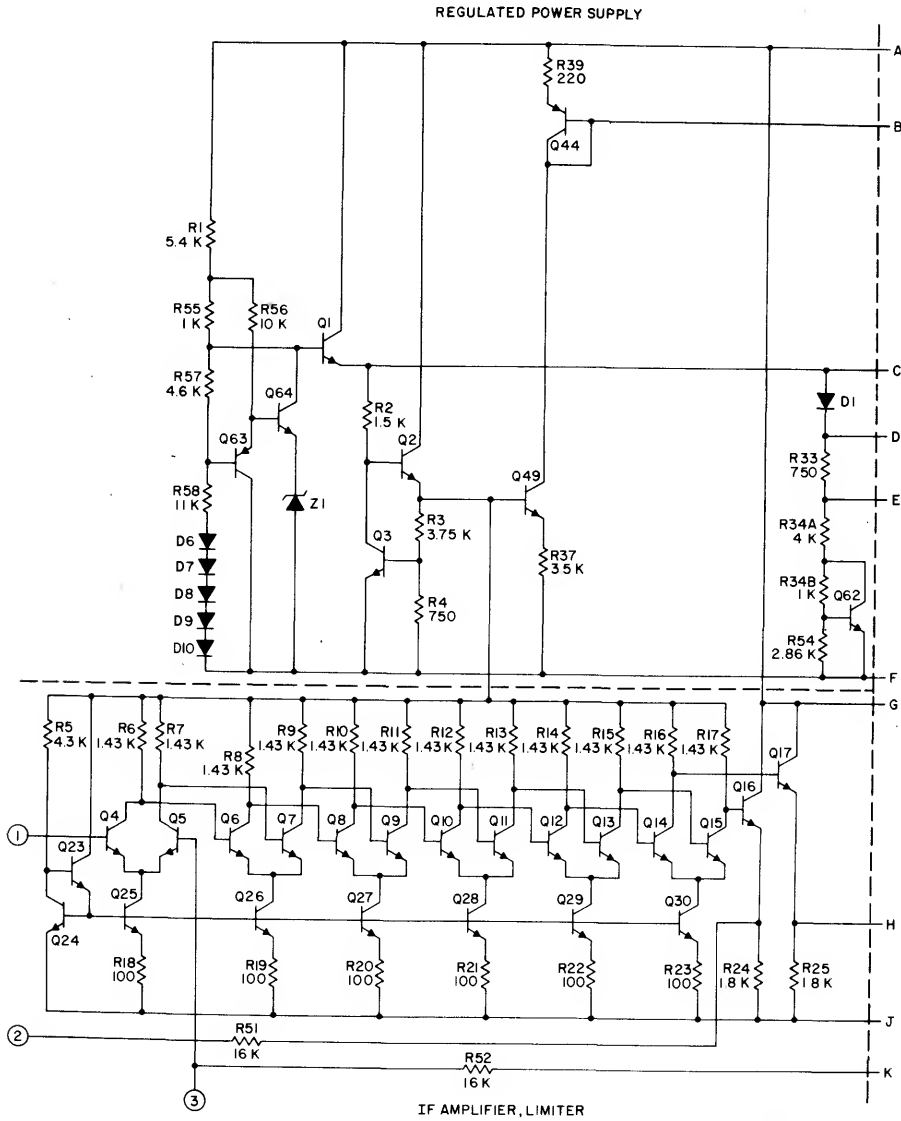 REGULATED POWER SUPPLY
A
R39
220
B
Q44
R1
5.4 K
R55
1 K
R56
10 K
Q1
C
R57
4.6 K
Q64
D1
R2
1.5 K
D
Q63
Q2
R33
750
Q49
R58
11 K
Z1
E
R3
3.75 K
R34A
4 K
D6
Q3
D7
R37
3.5 K
R34B
1 K
Q62
D8
R4
750
D9
R54
2.86 K
D10
F
G
R5
4.3 K
R6
1.43 K
R7
1.43 K
R8
1.43 K
R9
1.43 K
R10
1.43 K
R11
1.43 K
R12
1.43 K
R13
1.43 K
R14
1.43 K
R15
1.43 K
R16
1.43 K
R17
1.43 K
Q17
Q16
1
Q4
Q5
Q6
Q7
Q8
Q9
Q10
Q11
Q12
Q13
Q14
Q15
Q23
Q25
Q26
Q27
Q28
Q29
Q30
H
Q24
R18
100
R19
100
R20
100
R21
100
R22
100
R23
100
R24
1.8 K
R25
1.8 K
J
2
R51
16 K
R52
16 K
K
3
IF AMPLIFIER, LIMITER